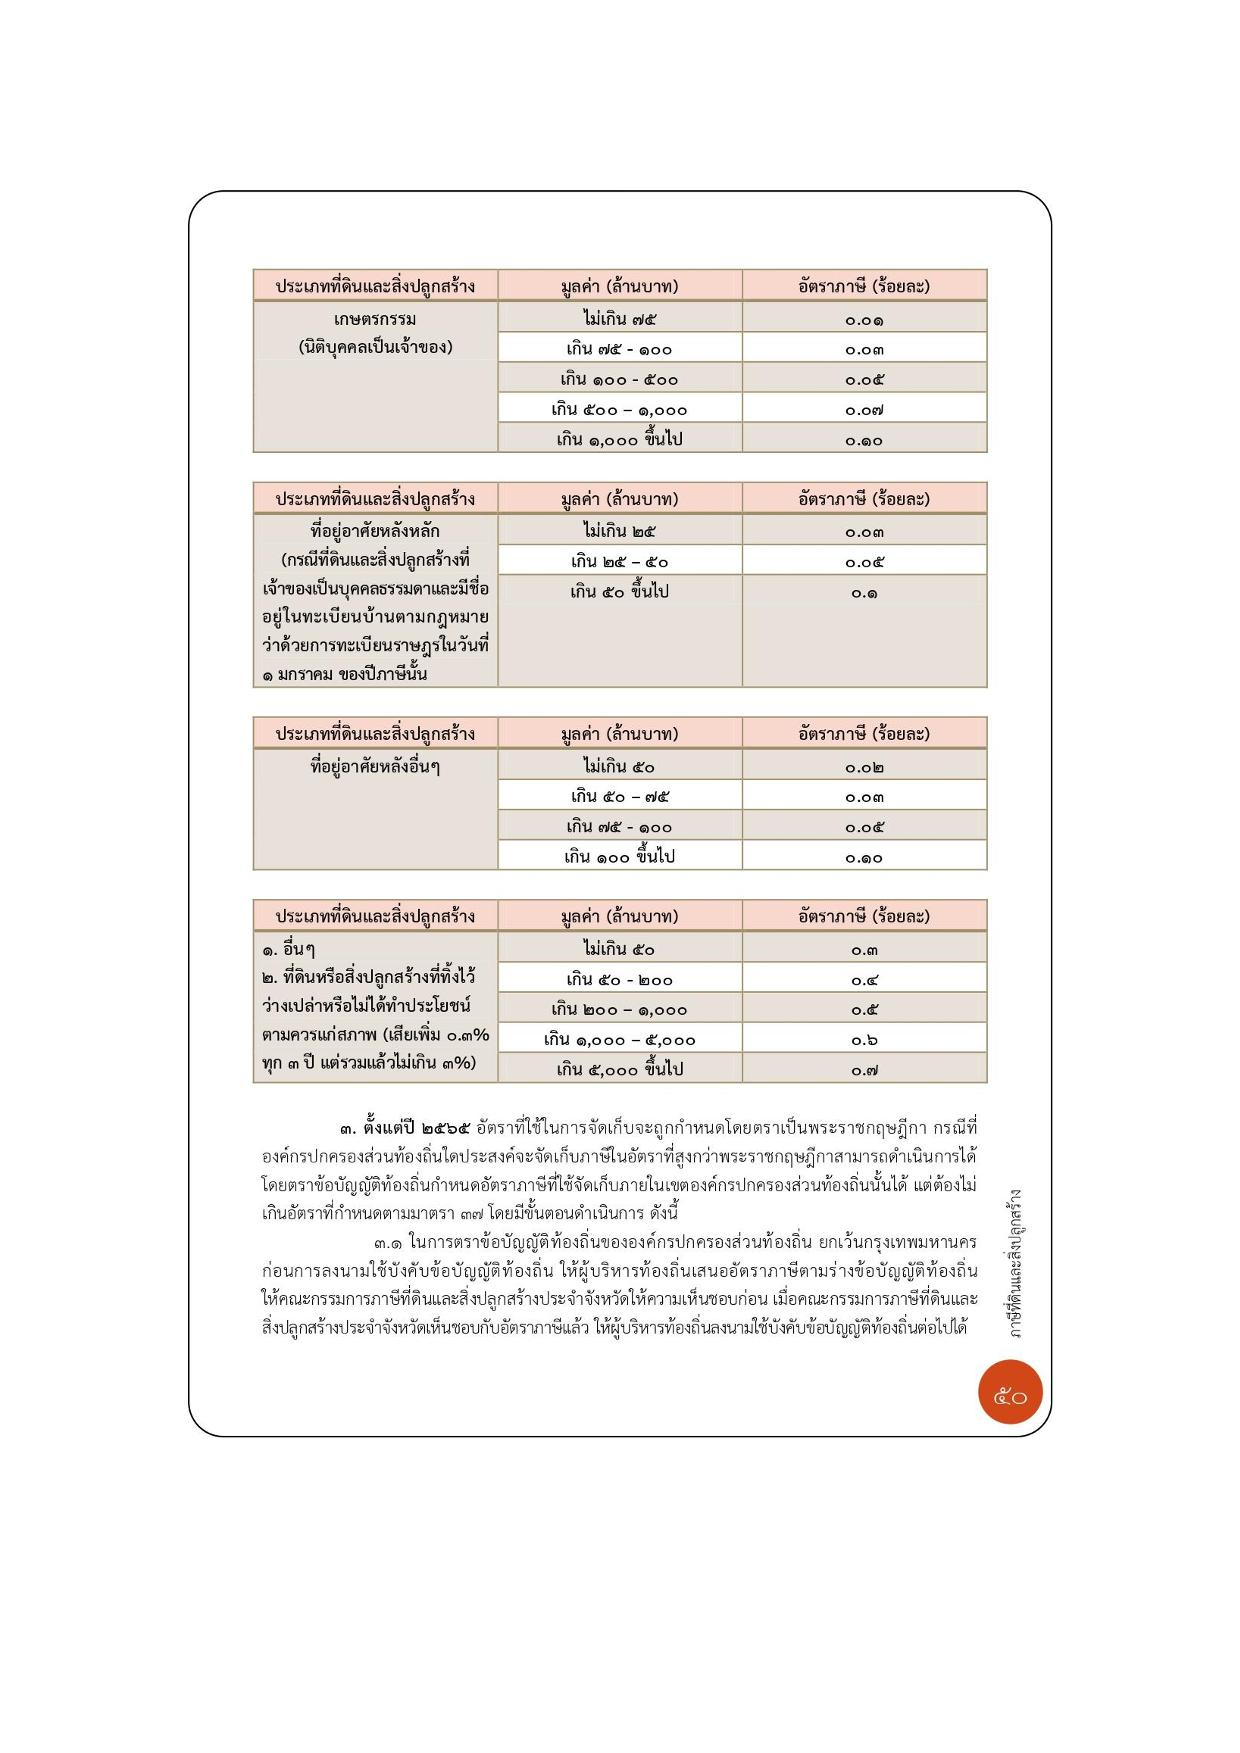 ประเภทที่ดินและสิ่งปลูกสร้าง มูลค่า (ล้านบาท) อัตราภาษี (ร้อยละ)
เกษตรกรรม ไม่เกิน ๗๕ ๐.๐๑
(นิติบุคคลเป็นเจ้าของ) เกิน ๗๕ - ๑๐๐ ๐.๐๓
เกิน ๑๐๐ - ๕๐๐ ๐.๐๕
เกิน ๕๐๐ – ๑,๐๐๐ ๐.๐๗
เกิน ๑,๐๐๐ ขึ้นไป ๐.๑๐
ประเภทที่ดินและสิ่งปลูกสร้าง มูลค่า (ล้านบาท) อัตราภาษี (ร้อยละ)
ที่อยู่อาศัยหลังหลัก ไม่เกิน ๒๕ ๐.๐๓
(กรณีที่ดินและสิ่งปลูกสร้างที่ เกิน ๒๕ – ๕๐ ๐.๐๕
เจ้าของเป็นบุคคลธรรมดาและมีชื่อ เกิน ๕๐ ขึ้นไป ๐.๑
อยู่ในทะเบียนบ้านตามกฎหมาย
ว่าด้วยการทะเบียนราษฎรในวันที่
๑ มกราคม ของปีภาษีนั้น
ประเภทที่ดินและสิ่งปลูกสร้าง มูลค่า (ล้านบาท) อัตราภาษี (ร้อยละ)
ที่อยู่อาศัยหลังอื่นๆ ไม่เกิน ๕๐ ๐.๐๒
เกิน ๕๐ – ๗๕ ๐.๐๓
เกิน ๗๕ - ๑๐๐ ๐.๐๕
เกิน ๑๐๐ ขึ้นไป ๐.๑๐
ประเภทที่ดินและสิ่งปลูกสร้าง มูลค่า (ล้านบาท) อัตราภาษี (ร้อยละ)
๑. อื่นๆ ไม่เกิน ๕๐ ๐.๓
๒. ที่ดินหรือสิ่งปลูกสร้างที่ทิ้งไว้ เกิน ๕๐ - ๒๐๐ ๐.๔
ว่างเปล่าหรือไม่ได้ทำประโยชน์ เกิน ๒๐๐ – ๑,๐๐๐ ๐.๕
ตามควรแก่สภาพ (เสียเพิ่ม ๐.๓% เกิน ๑,๐๐๐ – ๕,๐๐๐ ๐.๖
ทุก ๓ ปี แต่รวมแล้วไม่เกิน ๓%) เกิน ๕,๐๐๐ ขึ้นไป ๐.๗
๓. ตั้งแต่ปี ๒๕๖๕ อัตราที่ใช้ในการจัดเก็บจะถูกกำหนดโดยตราเป็นพระราชกฤษฎีกา กรณีที่
องค์กรปกครองส่วนท้องถิ่นใดประสงค์จะจัดเก็บภาษีในอัตราที่สูงกว่าพระราชกฤษฎีกาสามารถดำเนินการได้
โดยตราข้อบัญญัติท้องถิ่นกำหนดอัตราภาษีที่ใช้จัดเก็บภายในเขตองค์กรปกครองส่วนท้องถิ่นนั้นได้ แต่ต้องไม่
เกินอัตราที่กำหนดตามมาตรา ๓๗ โดยมีขั้นตอนดำเนินการ ดังนี้
๓.๑ ในการตราข้อบัญญัติท้องถิ่นขององค์กรปกครองส่วนท้องถิ่น ยกเว้นกรุงเทพมหานคร
ก่อนการลงนามใช้บังคับข้อบัญญัติท้องถิ่น ให้ผู้บริหารท้องถิ่นเสนออัตราภาษีตามร่างข้อบัญญัติท้องถิ่น
ให้คณะกรรมการภาษีที่ดินและสิ่งปลูกสร้างประจำจังหวัดให้ความเห็นชอบก่อน เมื่อคณะกรรมการภาษีที่ดินและ
สิ่งปลูกสร้างประจำจังหวัดเห็นชอบกับอัตราภาษีแล้ว ให้ผู้บริหารท้องถิ่นลงนามใช้บังคับข้อบัญญัติท้องถิ่นต่อไปได้
ภาษีที่ดินและสิ่งปลูกสร้าง
๕๐